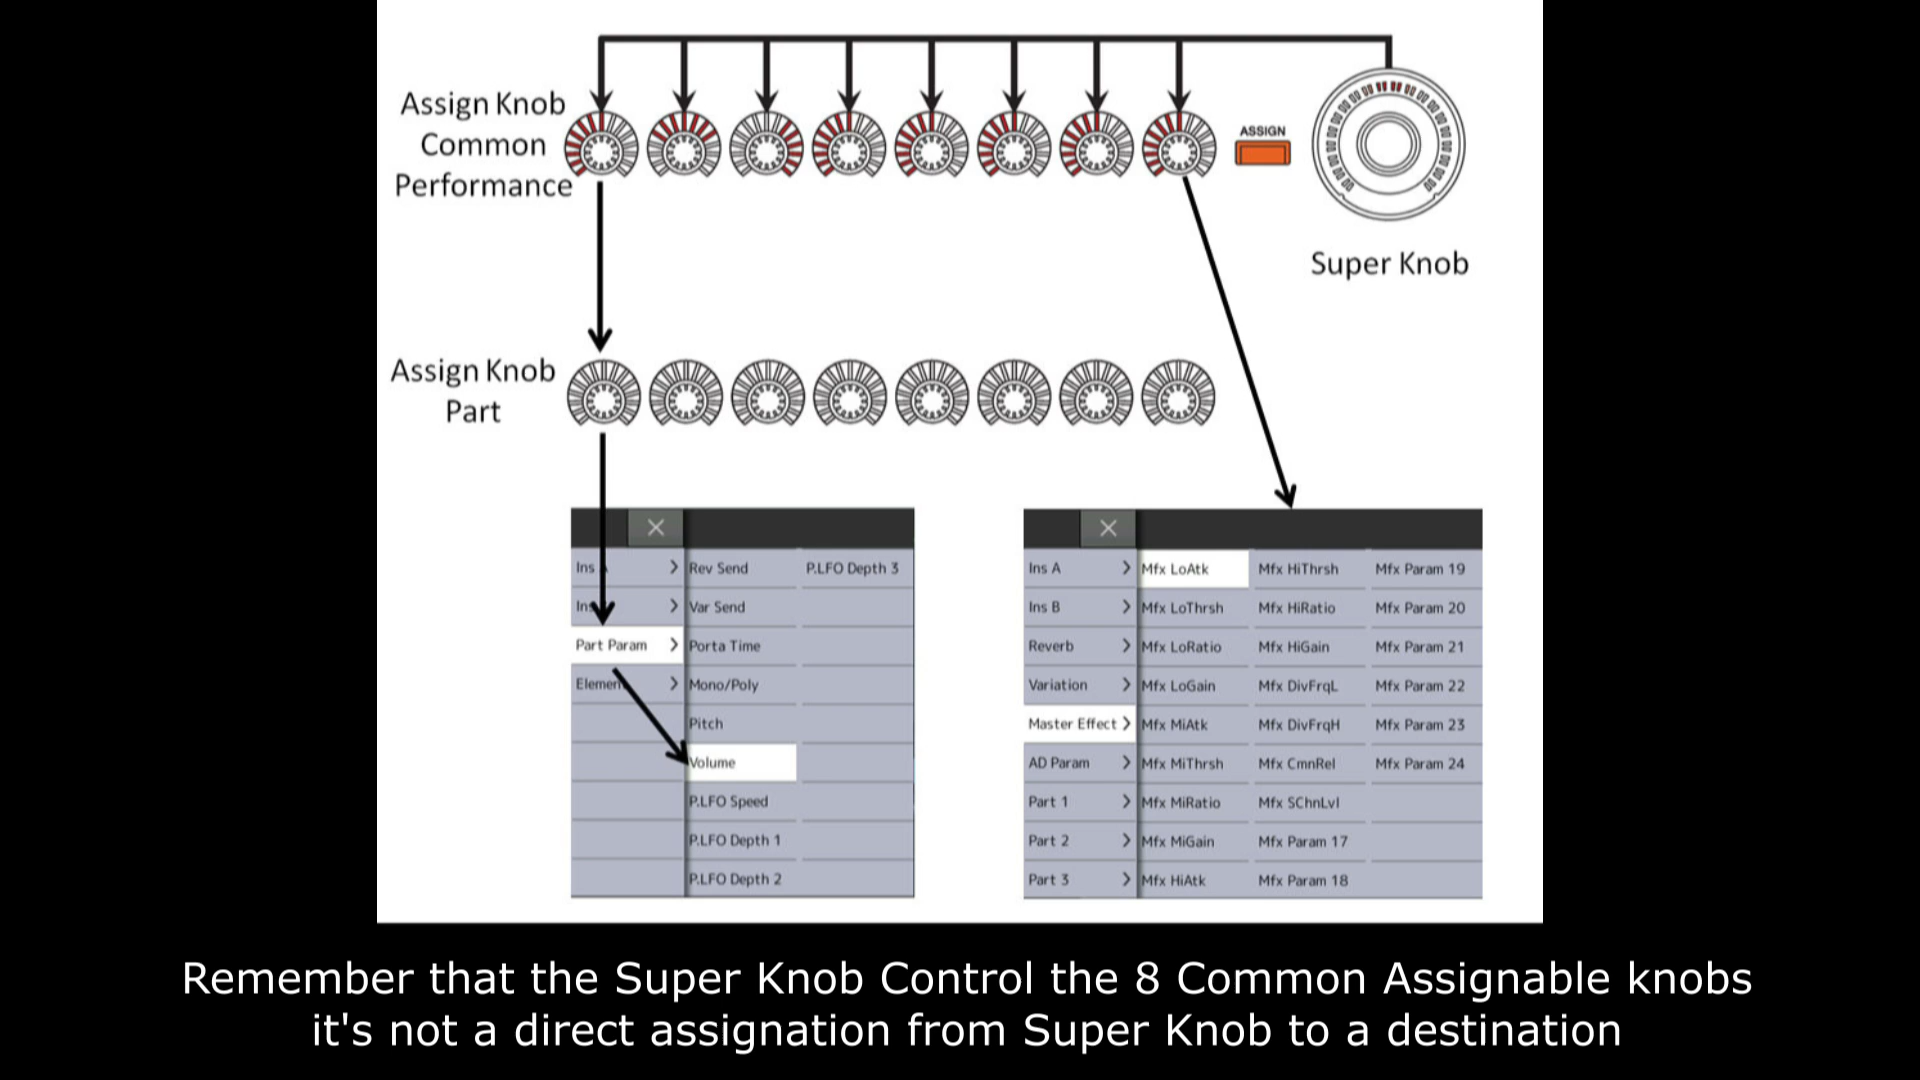 Assign Knob
Common
Performance
ASSIGN
Super Knob
Assign Knob
Part
Ins
Rev Send
P.LFO Depth 3
Ins
Var Send
Part Param
Porta Time
Element
Mono/Poly
Pitch
Volume
P.LFO Speed
P.LFO Depth 1
P.LFO Depth 2
Ins A
Mfx LoAtk
Mfx HiThrsh
Mfx Param 19
Ins B
Mfx LoThrsh
Mfx HiRatio
Mfx Param 20
Reverb
Mfx LoRatio
Mfx HiGain
Mfx Param 21
Variation
Mfx LoGain
Mfx DivFrqL
Mfx Param 22
Master Effect
Mfx MiAtk
Mfx DivFrqH
Mfx Param 23
AD Param
Mfx MiThrsh
Mfx CmnRel
Mfx Param 24
Part 1
Mfx MiRatio
Mfx SChnLvl
Part 2
Mfx MiGain
Mfx Param 17
Part 3
Mfx HiAtk
Mfx Param 18
Remember that the Super Knob Control the 8 Common Assignable knobs
it's not a direct assignation from Super Knob to a destination